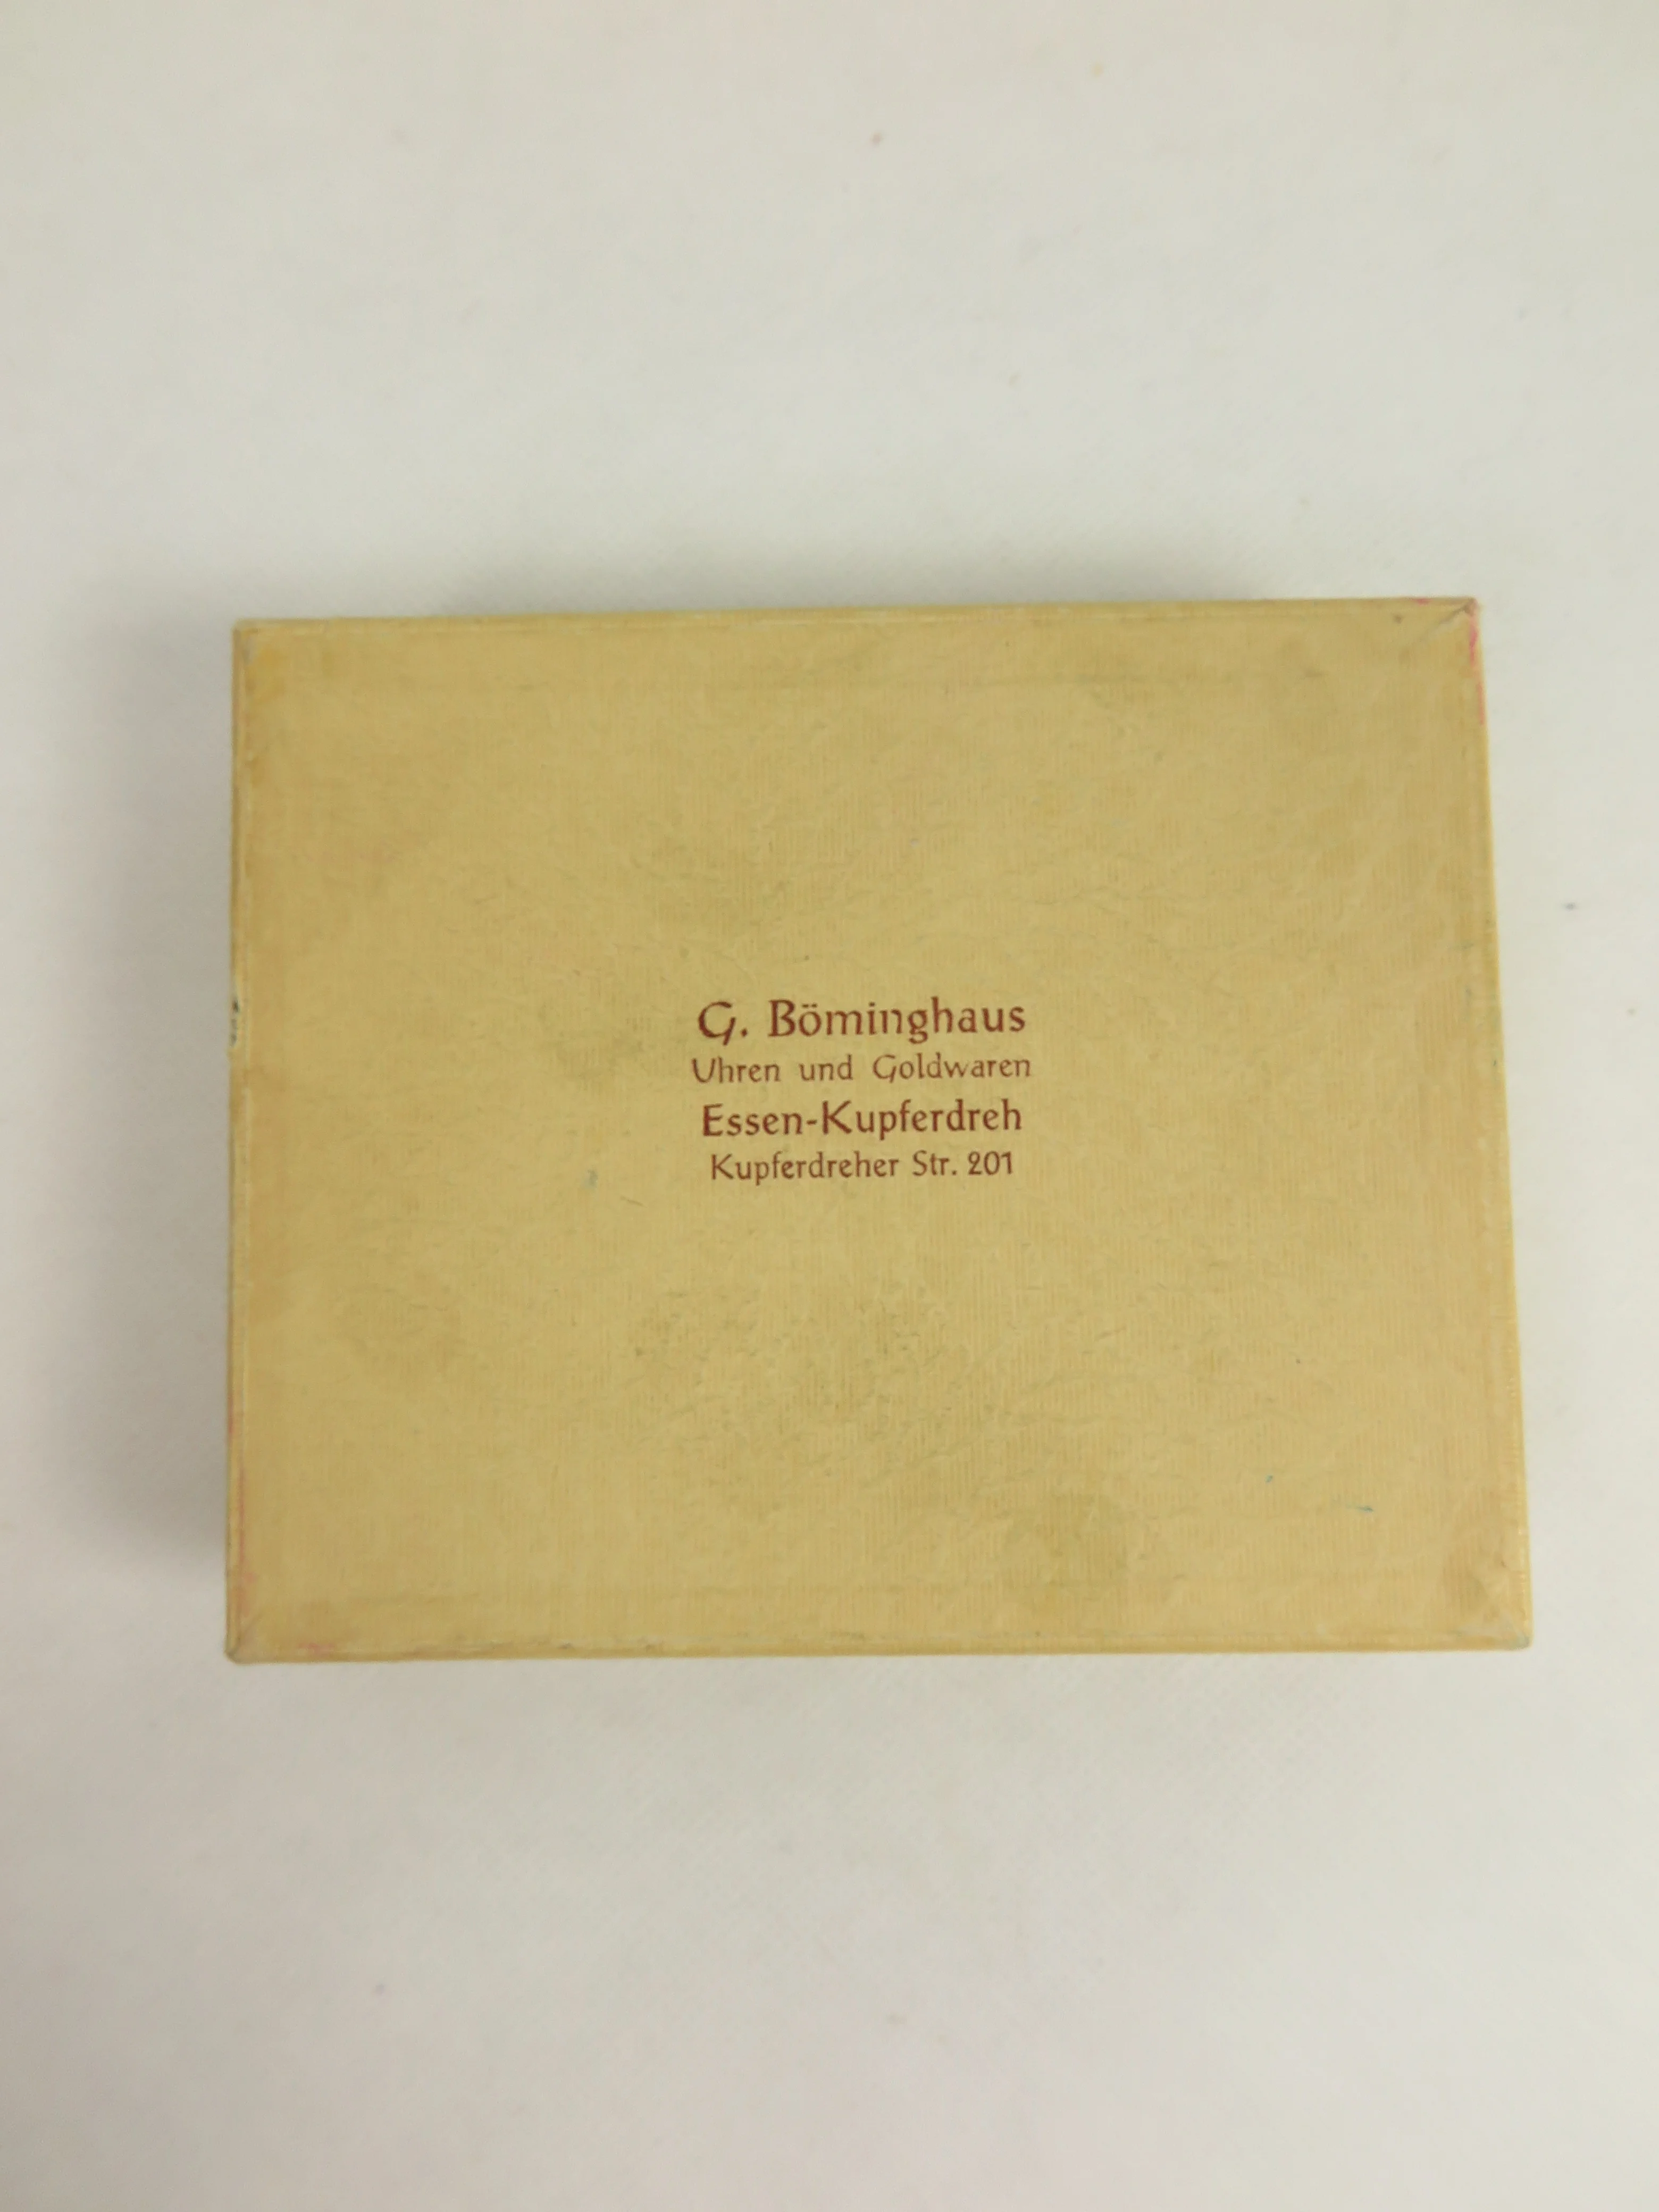 G. Böminghaus
Uhren und Goldwaren
Essen-Kupferdreh
Kupferdreher Str. 201